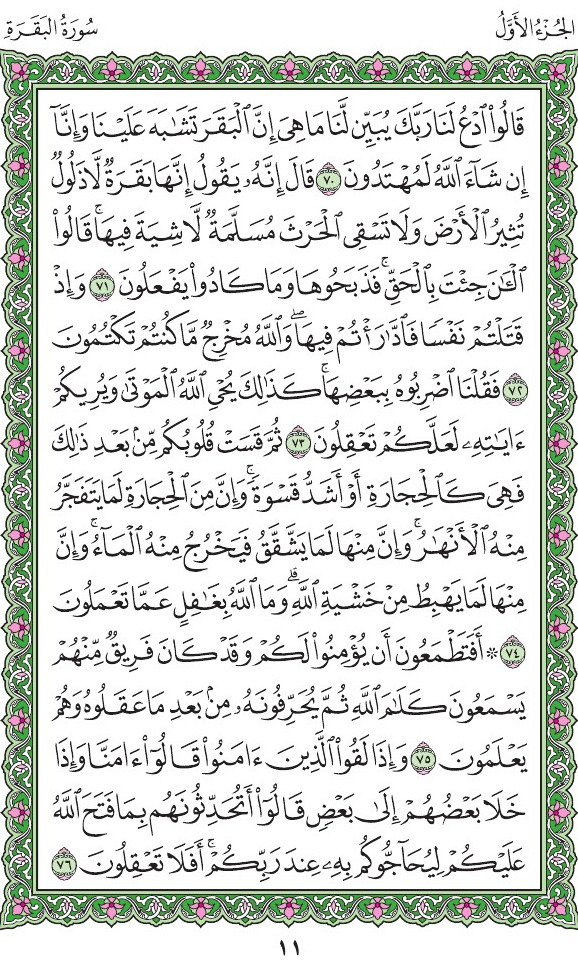 الجُزْءُ الأَوَّلُ
سُورَةُ البَقَرَةِ
قَالُوا۟ ٱدْعُ لَنَا رَبَّكَ يُبَيِّن لَّنَا مَا هِىَ إِنَّ ٱلْبَقَرَ تَشَـٰبَهَ عَلَيْنَا وَإِنَّآ
إِن شَآءَ ٱللَّهُ لَمُهْتَدُونَ ٧٠ قَالَ إِنَّهُۥ يَقُولُ إِنَّهَا بَقَرَةٌ لَّا ذَلُولٌ
تُثِيرُ ٱلْأَرْضَ وَلَا تَسْقِى ٱلْحَرْثَ مُسَلَّمَةٌ لَّا شِيَةَ فِيهَا ۚ قَالُوا۟
ٱلْـَٔـٰنَ جِئْتَ بِٱلْحَقِّ ۚ فَذَبَحُوهَا وَمَا كَادُوا۟ يَفْعَلُونَ ٧١ وَإِذْ
قَتَلْتُمْ نَفْسًا فَٱدَّٰرَْٰٔتُمْ فِيهَا ۖ وَٱللَّهُ مُخْرِجٌ مَّا كُنتُمْ تَكْتُمُونَ
٧٢ فَقُلْنَا ٱضْرِبُوهُ بِبَعْضِهَا ۚ كَذَٰلِكَ يُحْىِ ٱللَّهُ ٱلْمَوْتَىٰ وَيُرِيكُمْ
ءَايَـٰتِهِۦ لَعَلَّكُمْ تَعْقِلُونَ ٧٣ ثُمَّ قَسَتْ قُلُوبُكُم مِّنۢ بَعْدِ ذَٰلِكَ
فَهِىَ كَٱلْحِجَارَةِ أَوْ أَشَدُّ قَسْوَةً ۚ وَإِنَّ مِنَ ٱلْحِجَارَةِ لَمَا يَتَفَجَّرُ
مِنْهُ ٱلْأَنْهَـٰرُ ۚ وَإِنَّ مِنْهَا لَمَا يَشَّقَّقُ فَيَخْرُجُ مِنْهُ ٱلْمَآءُ ۚ وَإِنَّ
مِنْهَا لَمَا يَهْبِطُ مِنْ خَشْيَةِ ٱللَّهِ ۗ وَمَا ٱللَّهُ بِغَـٰفِلٍ عَمَّا تَعْمَلُونَ
٧٤ ۞ أَفَتَطْمَعُونَ أَن يُؤْمِنُوا۟ لَكُمْ وَقَدْ كَانَ فَرِيقٌ مِّنْهُمْ
يَسْمَعُونَ كَلَـٰمَ ٱللَّهِ ثُمَّ يُحَرِّفُونَهُۥ مِنۢ بَعْدِ مَا عَقَلُوهُ وَهُمْ
يَعْلَمُونَ ٧٥ وَإِذَا لَقُوا۟ ٱلَّذِينَ ءَامَنُوا۟ قَالُوٓا۟ ءَامَنَّا وَإِذَا
خَلَا بَعْضُهُمْ إِلَىٰ بَعْضٍ قَالُوٓا۟ أَتُحَدِّثُونَهُم بِمَا فَتَحَ ٱللَّهُ
عَلَيْكُمْ لِيُحَآجُّوكُم بِهِۦ عِندَ رَبِّكُمْ ۚ أَفَلَا تَعْقِلُونَ ٧٦
١١